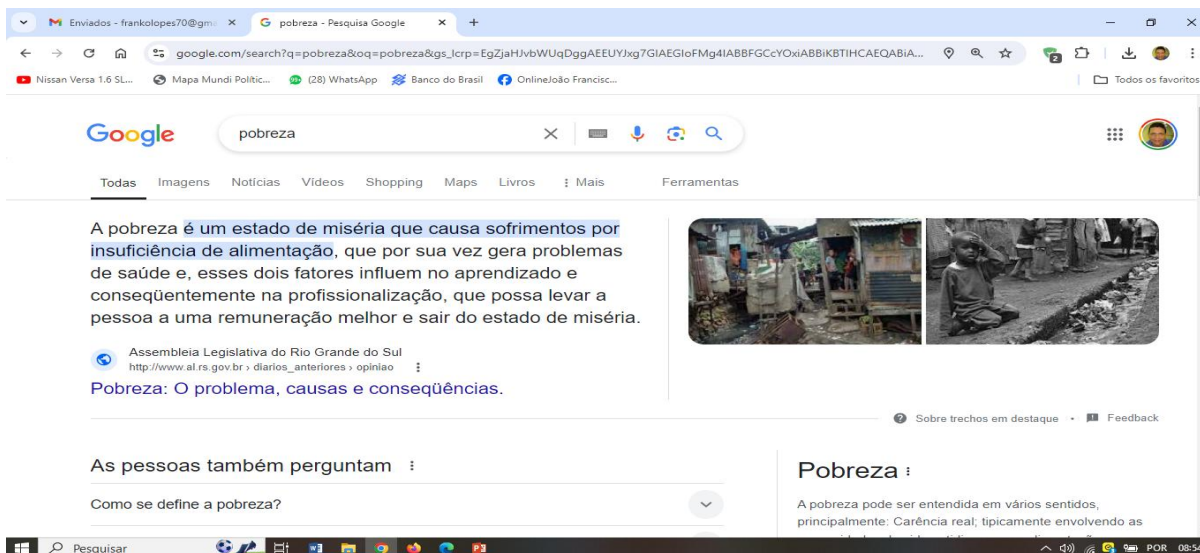 Enviados - frankolopes70@gma
pobreza - Pesquisa Google
google.com/search?q=pobreza&oq=pobreza&gs_lcrp=EgZjaHJvbWUqDggAEEUYJxg7GIAEGIoFMg4IABBFGCcYOxiABBiKBTIHCAEQABiA...
2
Nissan Versa 1.6 SL... Mapa Mundi Polític... (28) WhatsApp Banco do Brasil OnlineJoão Francisc... Todos os favoritos
Google pobreza
Todas Imagens Notícias Vídeos Shopping Maps Livros Mais Ferramentas
A pobreza é um estado de miséria que causa sofrimentos por
insuficiência de alimentação, que por sua vez gera problemas
de saúde e, esses dois fatores influem no aprendizado e
conseqüentemente na profissionalização, que possa levar a
pessoa a uma remuneração melhor e sair do estado de miséria.
Assembleia Legislativa do Rio Grande do Sul
http://www.al.rs.gov.br › diarios_anteriores › opiniao
Pobreza: O problema, causas e conseqüências.
Sobre trechos em destaque • Feedback
As pessoas também perguntam
Como se define a pobreza?
Pobreza
A pobreza pode ser entendida em vários sentidos,
principalmente: Carência real; tipicamente envolvendo as
Pesquisar
POR 08:54